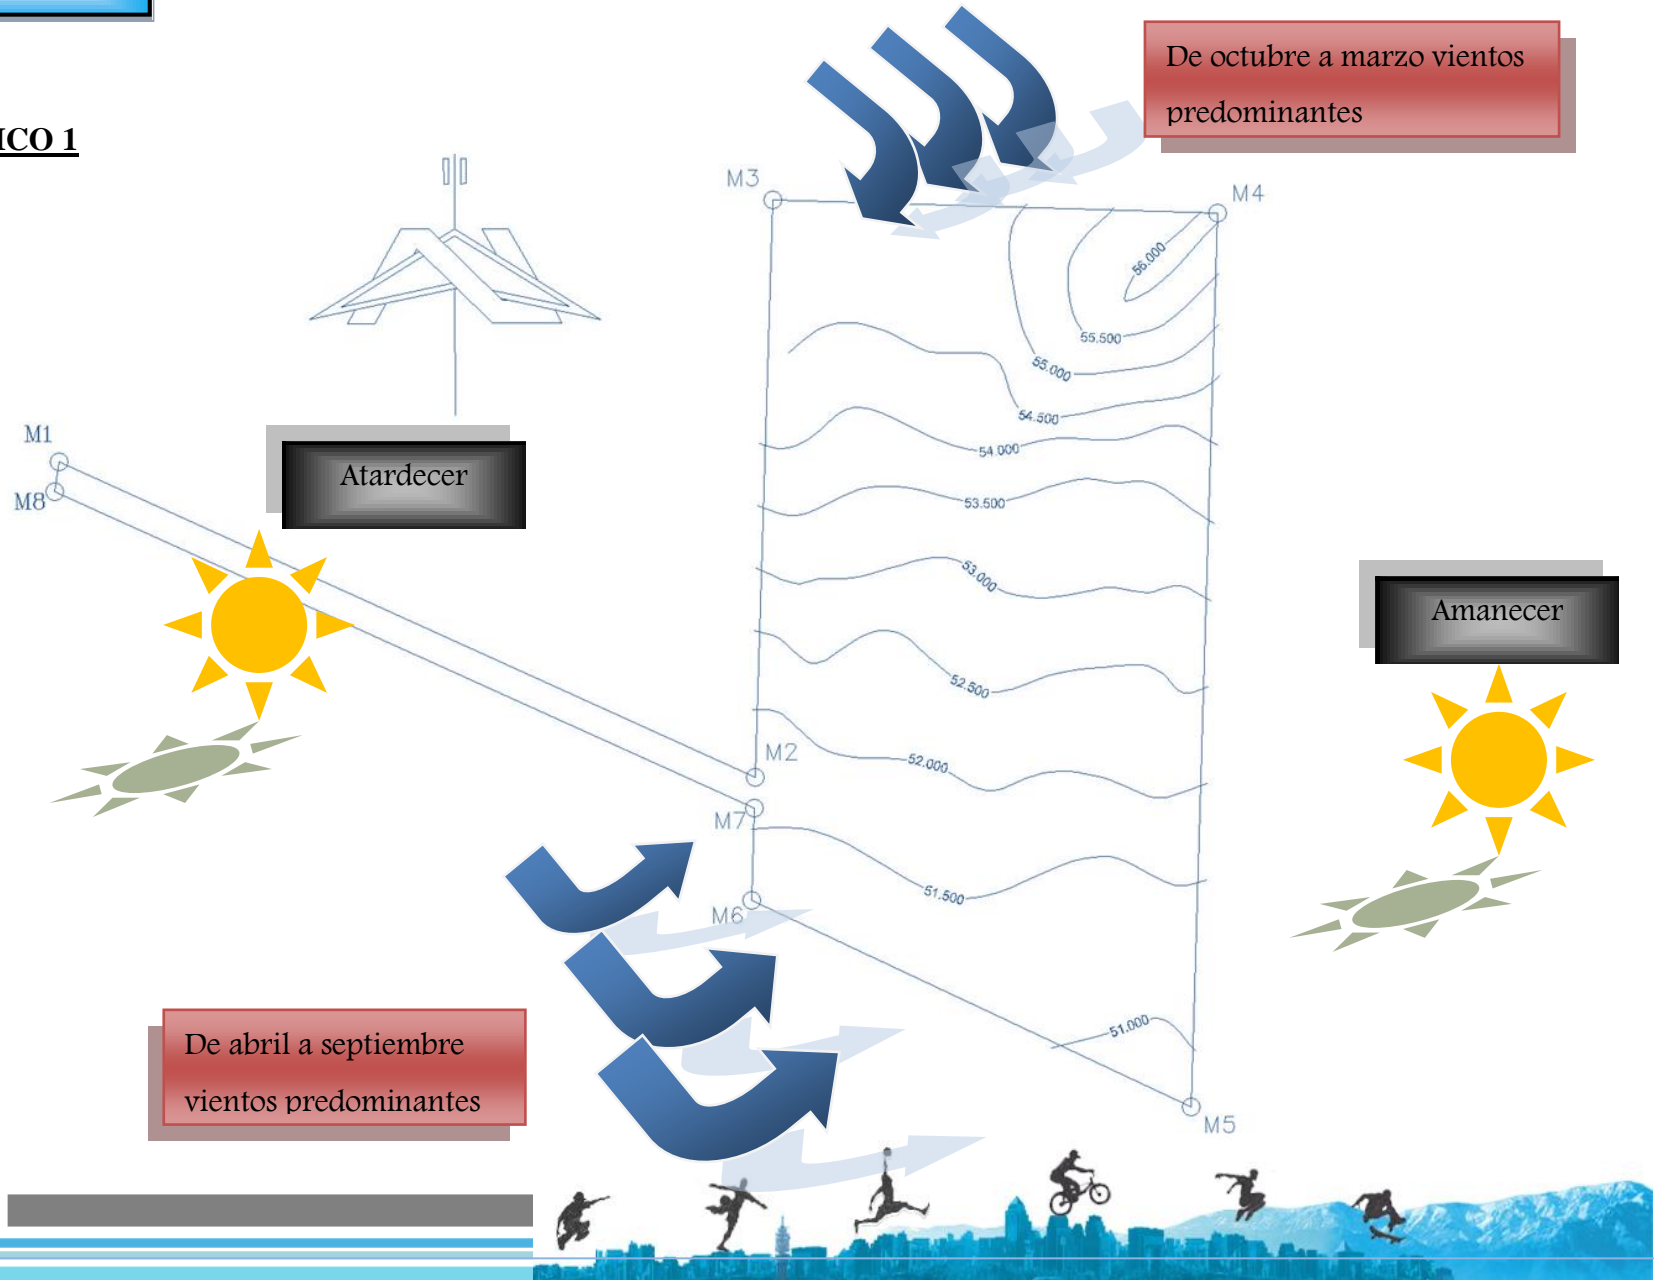 De octubre a marzo vientos
predominantes
ICO 1
M3
M4
56.000
55.500
55.000
54.500
54.000
53.500
53.000
52.500
52.000
51.500
51.000
M1
M8
Atardecer
Amanecer
M2
M7
M6
M5
De abril a septiembre
vientos predominantes